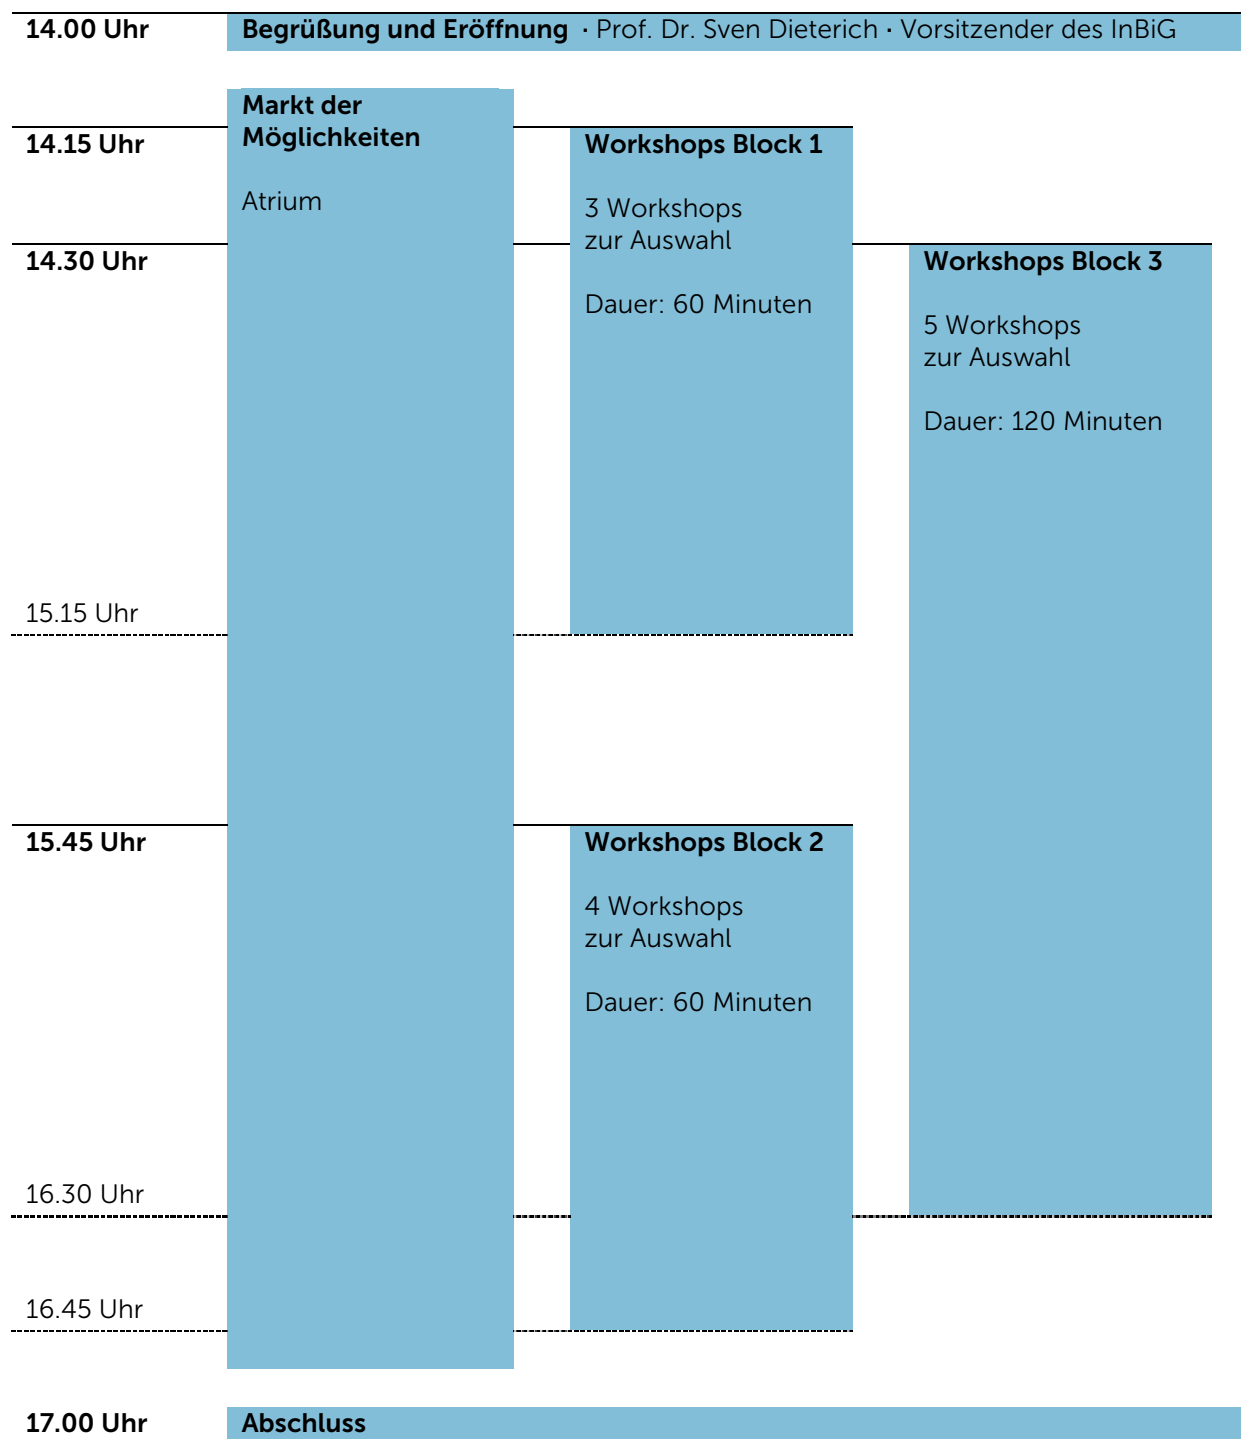 14.00 Uhr
Begrüßung und Eröffnung · Prof. Dr. Sven Dieterich · Vorsitzender des InBiG
Markt der
Möglichkeiten
Atrium
14.15 Uhr
Workshops Block 1
3 Workshops
zur Auswahl
Dauer: 60 Minuten
14.30 Uhr
Workshops Block 3
5 Workshops
zur Auswahl
Dauer: 120 Minuten
15.15 Uhr
15.45 Uhr
Workshops Block 2
4 Workshops
zur Auswahl
Dauer: 60 Minuten
16.30 Uhr
16.45 Uhr
17.00 Uhr
Abschluss